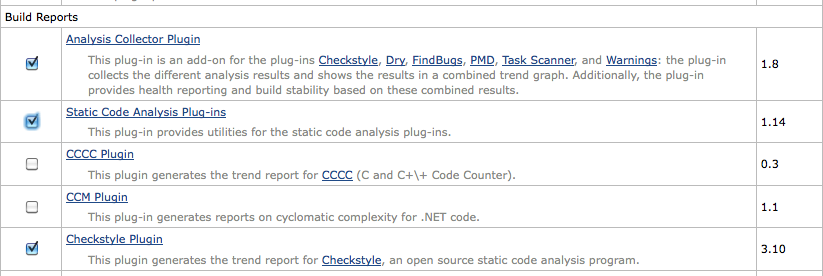 Build Reports
Analysis Collector Plugin
This plug-in is an add-on for the plug-ins Checkstyle, Dry, FindBugs, PMD, Task Scanner, and Warnings: the plug-in
collects the different analysis results and shows the results in a combined trend graph. Additionally, the plug-in
provides health reporting and build stability based on these combined results.
1.8
Static Code Analysis Plug-ins
This plug-in provides utilities for the static code analysis plug-ins.
1.14
CCCC Plugin
This plugin generates the trend report for CCCC (C and C+\+ Code Counter).
0.3
CCM Plugin
This plug-in generates reports on cyclomatic complexity for .NET code.
1.1
Checkstyle Plugin
This plugin generates the trend report for Checkstyle, an open source static code analysis program.
3.10